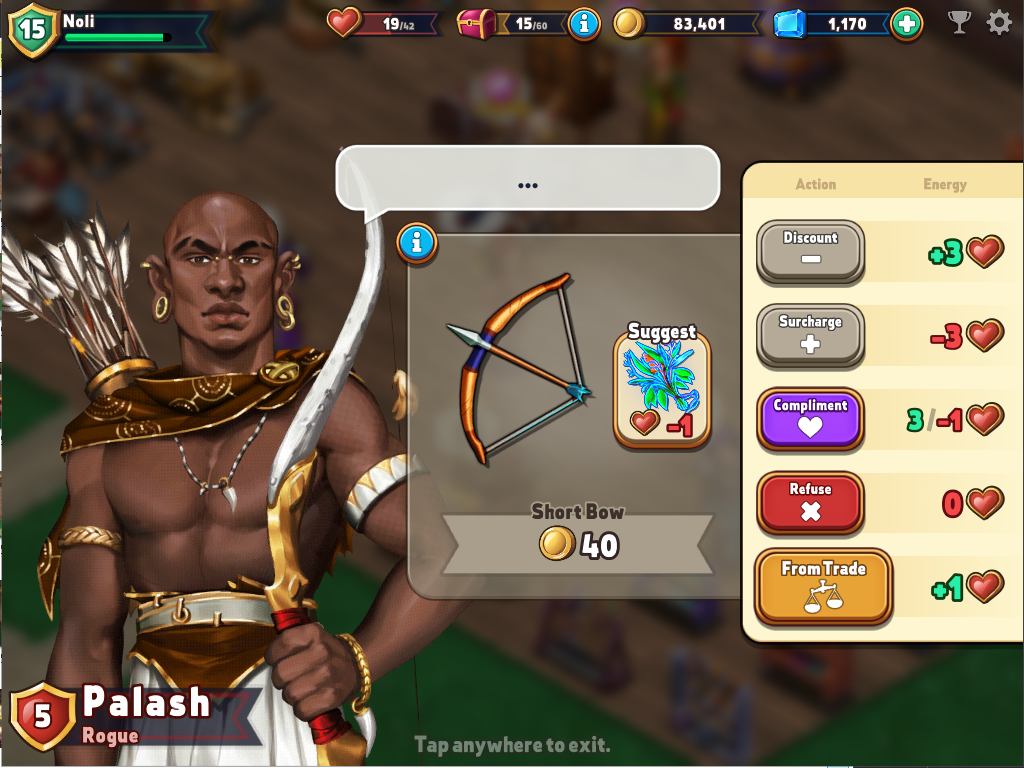 15
Noli
19/42
15/60
i
83,401
1,170
...
i
Suggest
-1
Short Bow
40
Action Energy
Discount
+3
Surcharge
-3
Compliment
3/-1
Refuse
0
From Trade
+1
5
Palash
Rogue
Tap anywhere to exit.